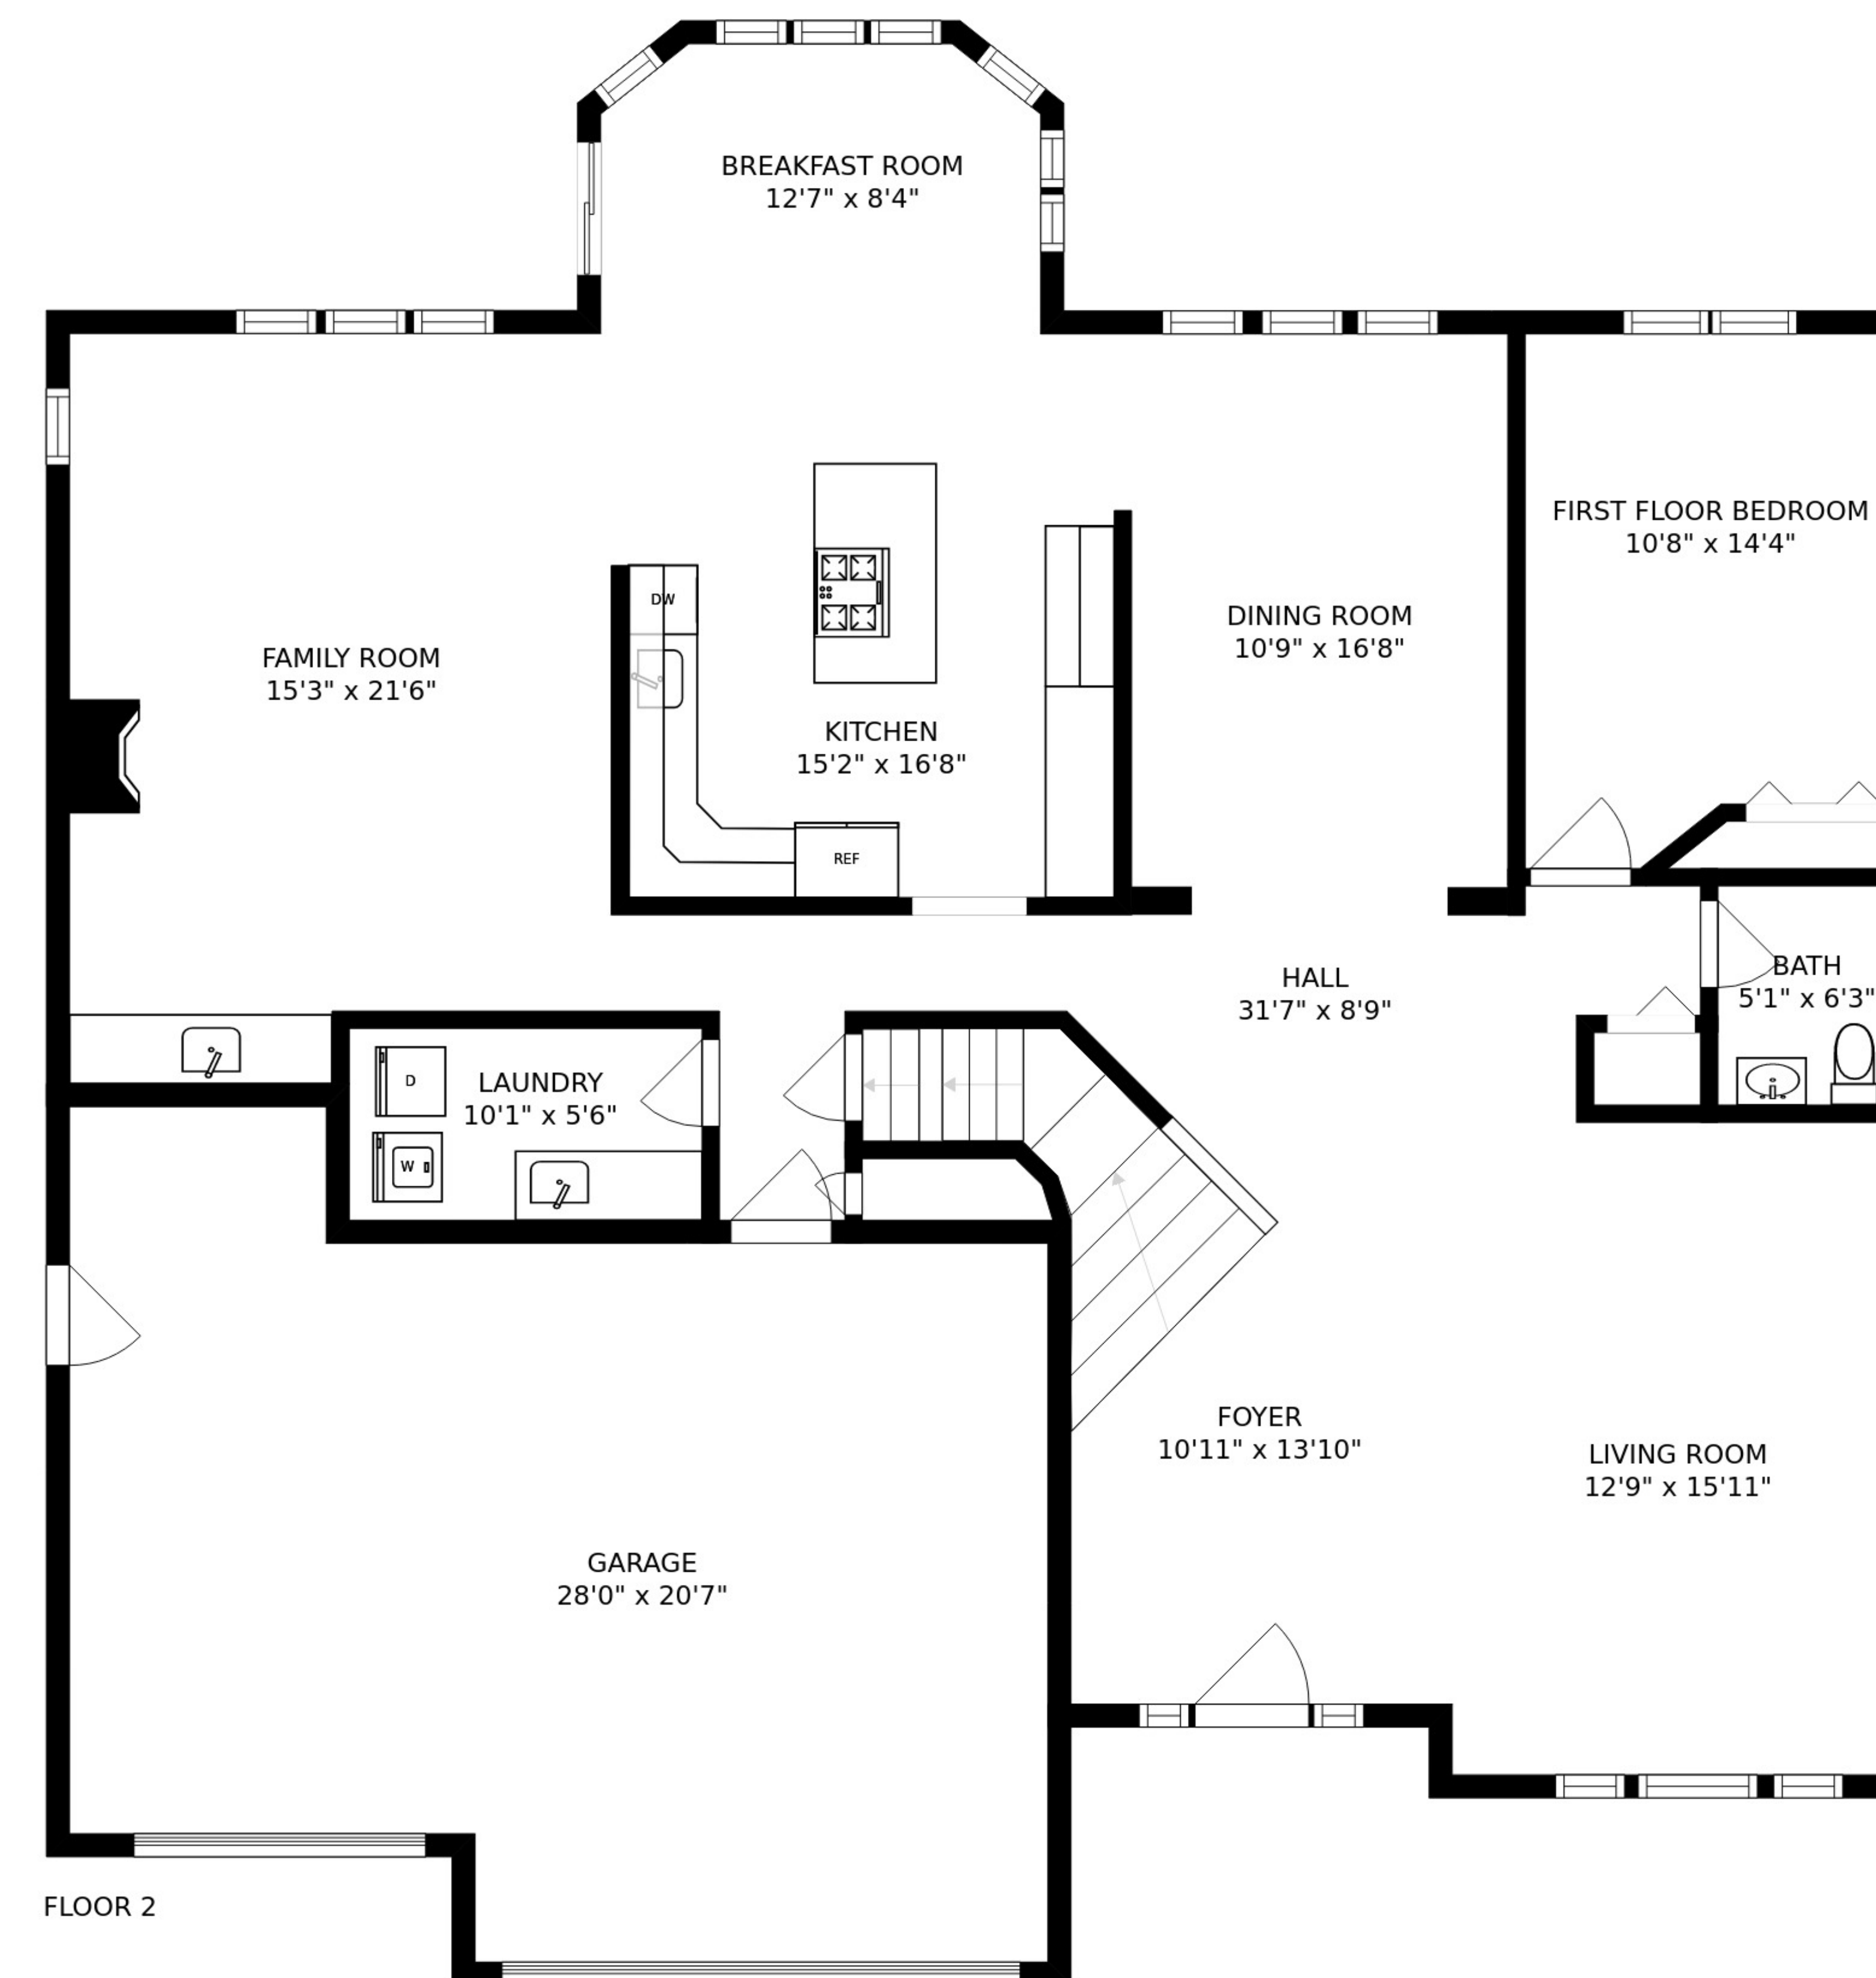 BREAKFAST ROOM
12'7" x 8'4"
FIRST FLOOR BEDROOM
10'8" x 14'4"
DINING ROOM
10'9" x 16'8"
DW
FAMILY ROOM
15'3" x 21'6"
KITCHEN
15'2" x 16'8"
REF
HALL
31'7" x 8'9"
BATH
5'1" x 6'3"
D
LAUNDRY
10'1" x 5'6"
W
FOYER
10'11" x 13'10"
LIVING ROOM
12'9" x 15'11"
GARAGE
28'0" x 20'7"
FLOOR 2